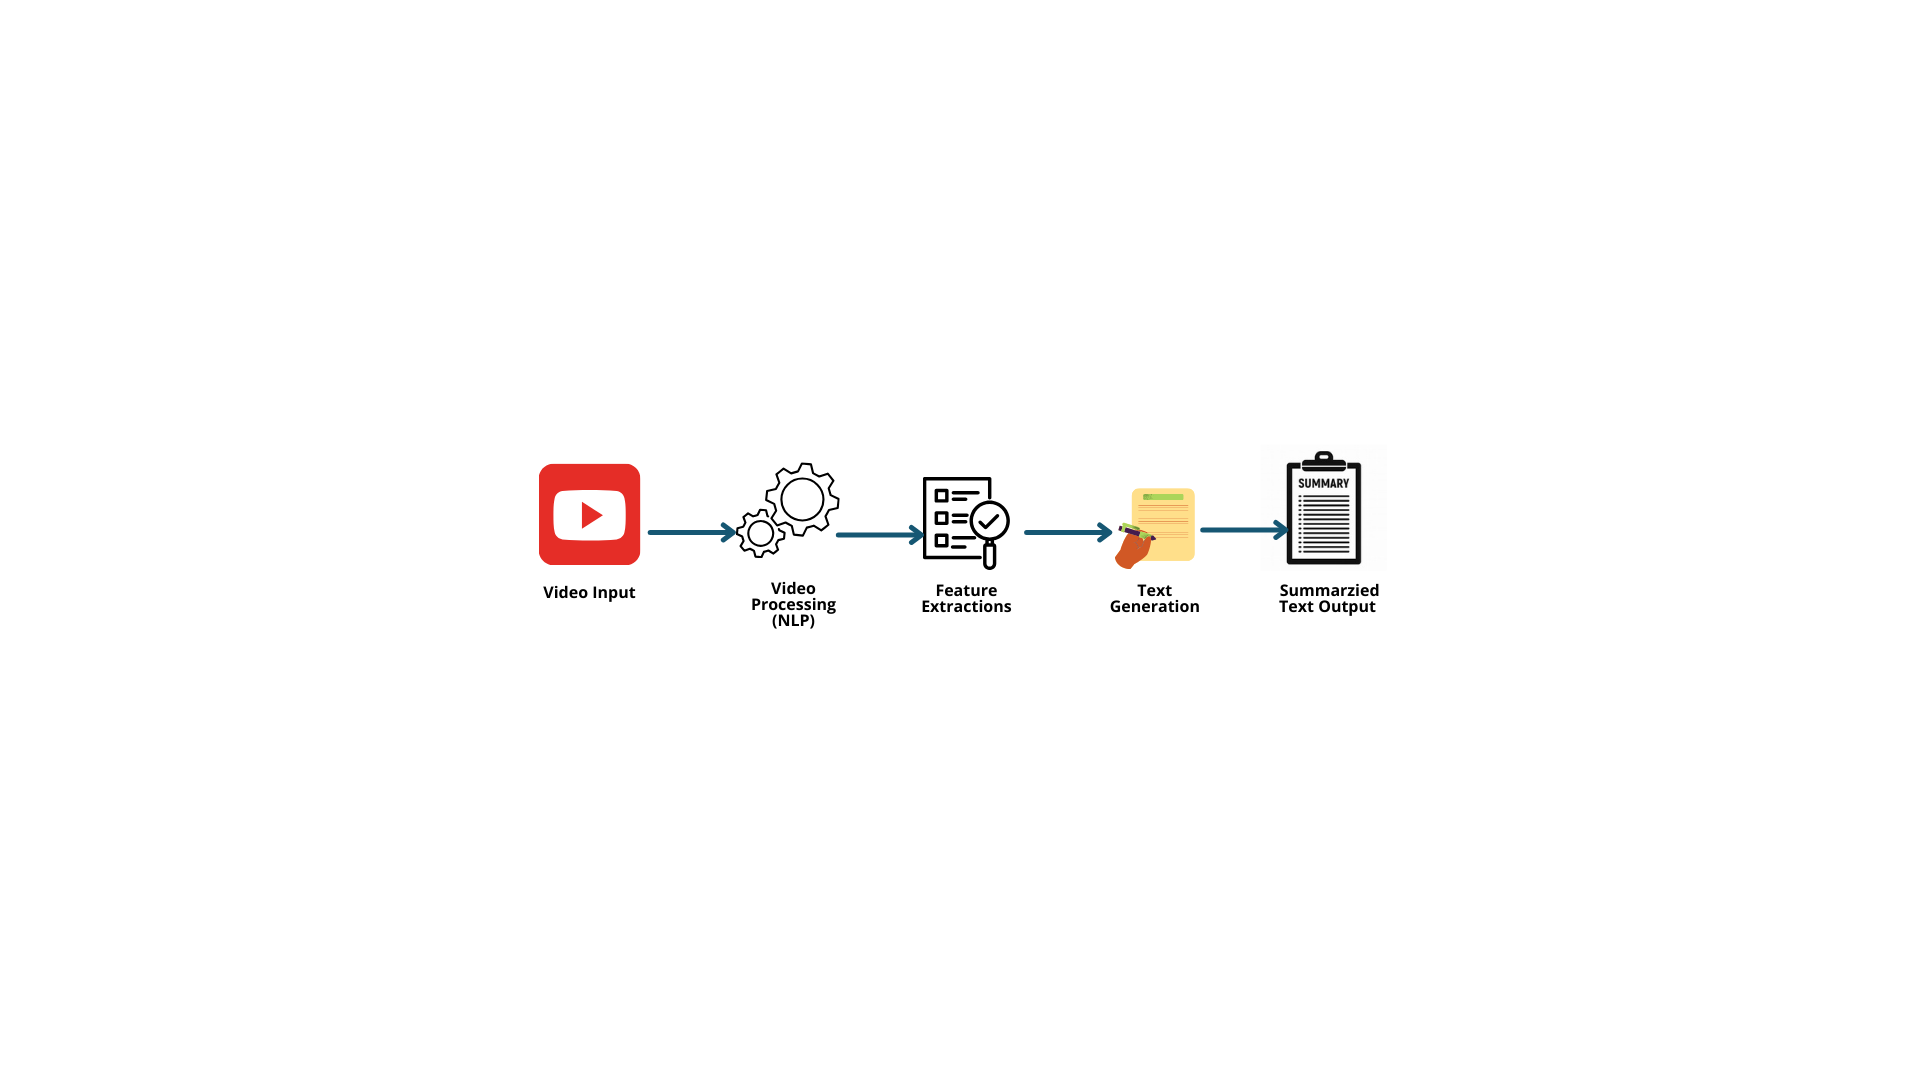 SUMMARY
Video Input
Video
Processing
(NLP)
Feature
Extractions
Text
Generation
Summarzied
Text Output